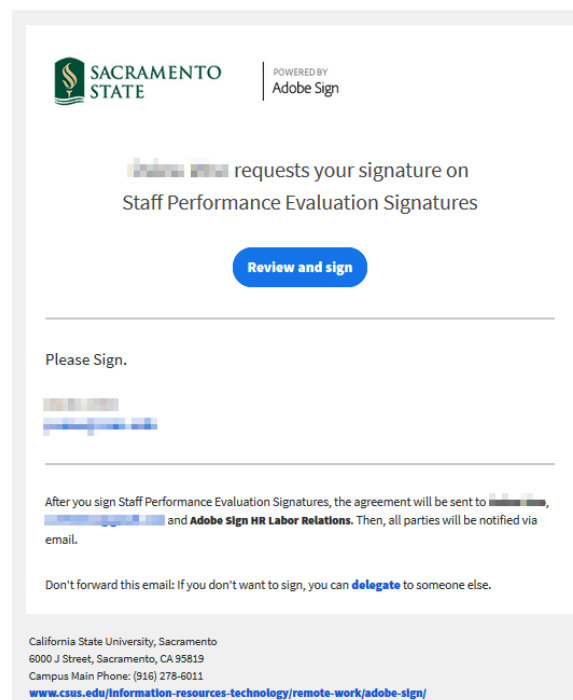 SACRAMENTO
STATE
POWERED BY
Adobe Sign
requests your signature on
Staff Performance Evaluation Signatures
Review and sign
Please Sign.
After you sign Staff Performance Evaluation Signatures, the agreement will be sent to
and Adobe Sign HR Labor Relations. Then, all parties will be notified via
email.
Don't forward this email: If you don't want to sign, you can delegate to someone else.
California State University, Sacramento
6000 J Street, Sacramento, CA 95819
Campus Main Phone: (916) 278-6011
www.csus.edu/information-resources-technology/remote-work/adobe-sign/